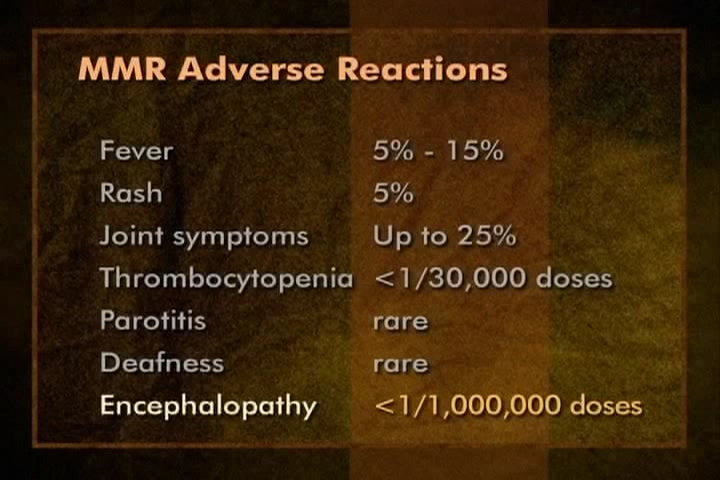 MMR Adverse Reactions
Fever 5% - 15%
Rash 5%
Joint symptoms Up to 25%
Thrombocytopenia <1/30,000 doses
Parotitis rare
Deafness rare
Encephalopathy <1/1,000,000 doses